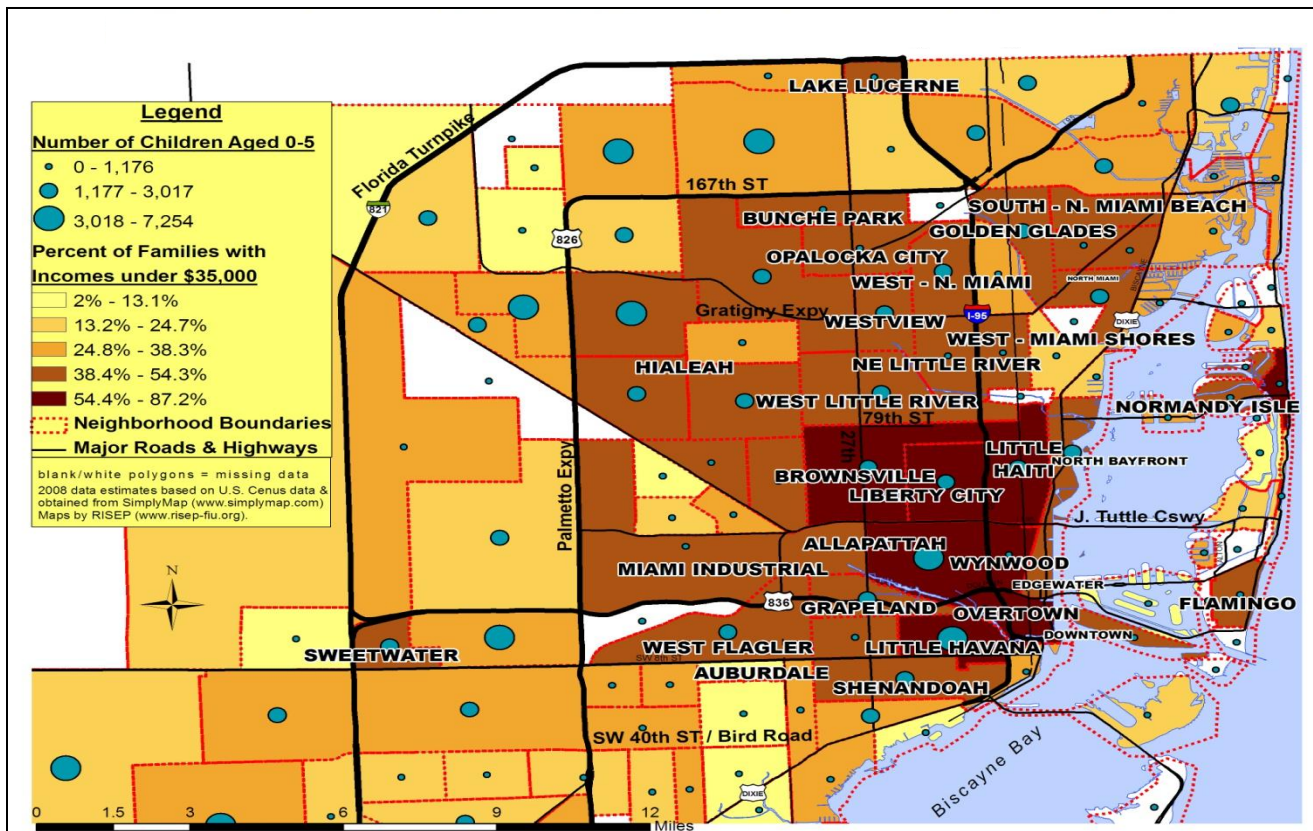 Legend
Number of Children Aged 0-5
0 - 1,176
1,177 - 3,017
3,018 - 7,254
Percent of Families with
Incomes under $35,000
2% - 13.1%
13.2% - 24.7%
24.8% - 38.3%
38.4% - 54.3%
54.4% - 87.2%
Neighborhood Boundaries
Major Roads & Highways
blank/white polygons = missing data
2008 data estimates based on U.S. Cenus data &
obtained from SimplyMap (www.simplymap.com)
Maps by RISEP (www.risep-fiu.org).
N
LAKE LUCERNE
Florida Turnpike
821
167th ST
826
BUNCHE PARK
SOUTH - N. MIAMI BEACH
GOLDEN GLADES
OPALOCKA CITY
WEST - N. MIAMI
NORTH MIAMI
BISCAYNE
Gratigny Expy
WESTVIEW
I-95
DIXIE
WEST - MIAMI SHORES
HIALEAH
NE LITTLE RIVER
WEST LITTLE RIVER
79th ST
NORMANDY ISLE
27th
LITTLE
HAITI
NORTH BAYFRONT
BROWNSVILLE
LIBERTY CITY
Palmetto Expy
J. Tuttle Cswy
ALLAPATTAH
WYNWOOD
MIAMI INDUSTRIAL
ALTON
EDGEWATER
836
GRAPELAND
OVERTOWN
FLAMINGO
DOWNTOWN
SWEETWATER
WEST FLAGLER
LITTLE HAVANA
SW 8th ST
AUBURDALE
SHENANDOAH
SW 40th ST / Bird Road
Biscayne Bay
DIXIE
0 1.5 3 6 9 12
Miles